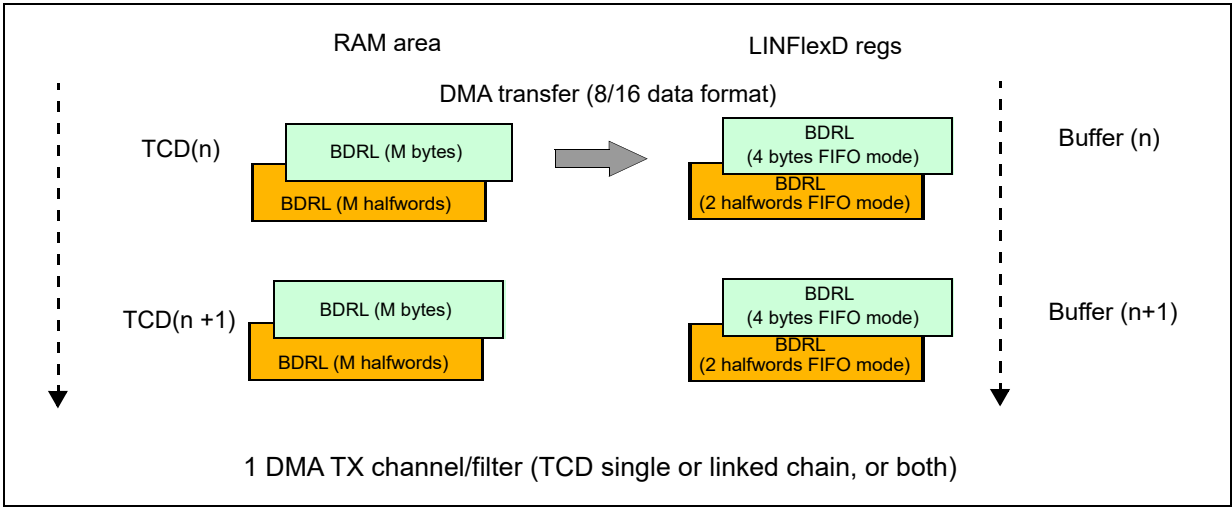 RAM area
LINFlexD regs
DMA transfer (8/16 data format)
TCD(n)
BDRL (M bytes)
BDRL (M halfwords)
BDRL
(4 bytes FIFO mode)
BDRL
(2 halfwords FIFO mode)
Buffer (n)
TCD(n +1)
BDRL (M bytes)
BDRL (M halfwords)
BDRL
(4 bytes FIFO mode)
BDRL
(2 halfwords FIFO mode)
Buffer (n+1)
1 DMA TX channel/filter (TCD single or linked chain, or both)